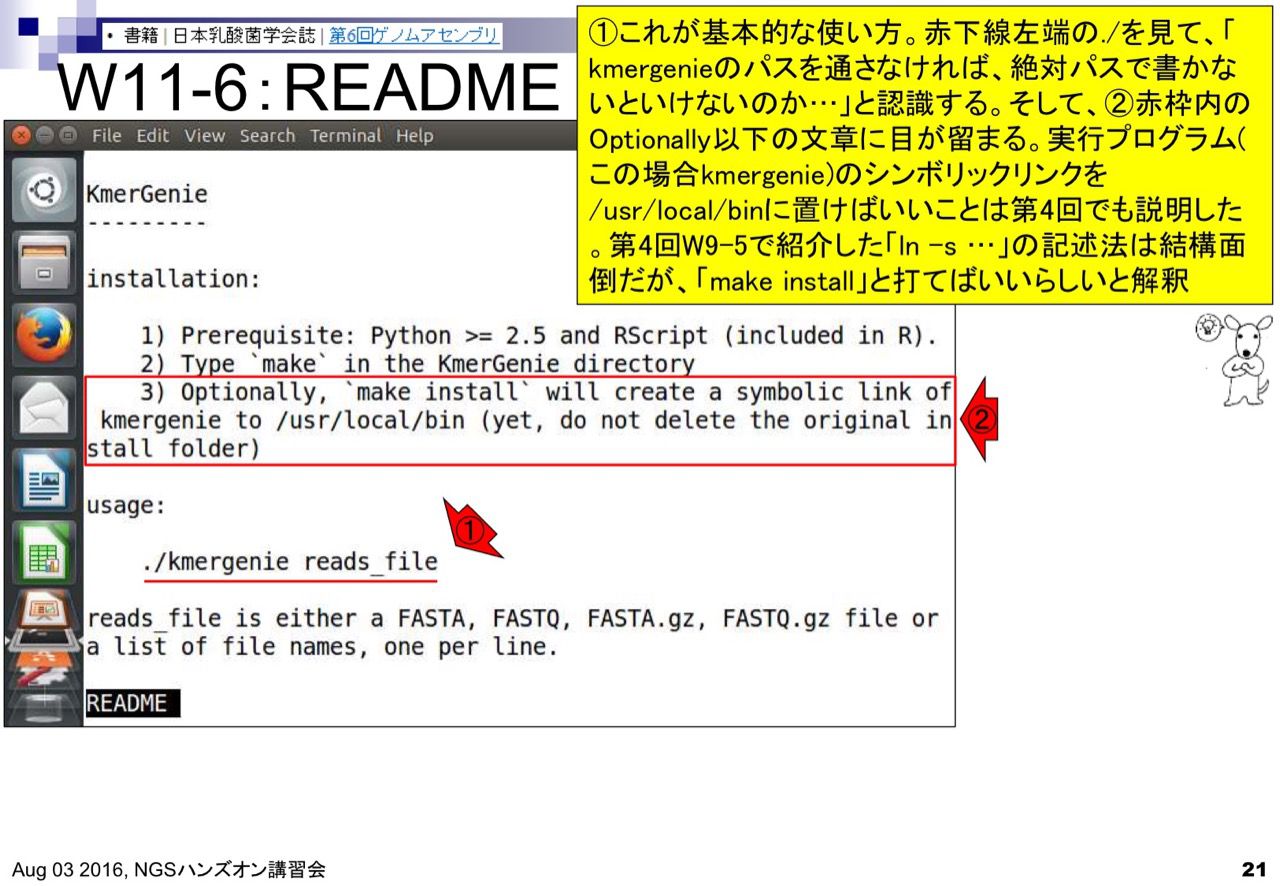 • 書籍 | 日本乳酸菌学会誌 | 第6回ゲノムアセンブリ
W11-6：README
①これが基本的な使い方。赤下線左端の./を見て、「
kmergenieのパスを通さなければ、絶対パスで書かな
いといけないのか…」と認識する。そして、②赤枠内の
Optionally以下の文章に目が留まる。実行プログラム(
この場合kmergenie)のシンボリックリンクを
/usr/local/binに置けばいいことは第4回でも説明した
。第4回W9-5で紹介した「ln -s …」の記述法は結構面
倒だが、「make install」と打てばいいらしいと解釈
File Edit View Search Terminal Help
KmerGenie
---------
installation:
1) Prerequisite: Python >= 2.5 and RScript (included in R).
2) Type `make` in the KmerGenie directory
3) Optionally, `make install` will create a symbolic link of
kmergenie to /usr/local/bin (yet, do not delete the original in
stall folder)
②
usage:
①
./kmergenie reads_file
reads_file is either a FASTA, FASTQ, FASTA.gz, FASTQ.gz file or
a list of file names, one per line.
README
Aug 03 2016, NGSハンズオン講習会
21